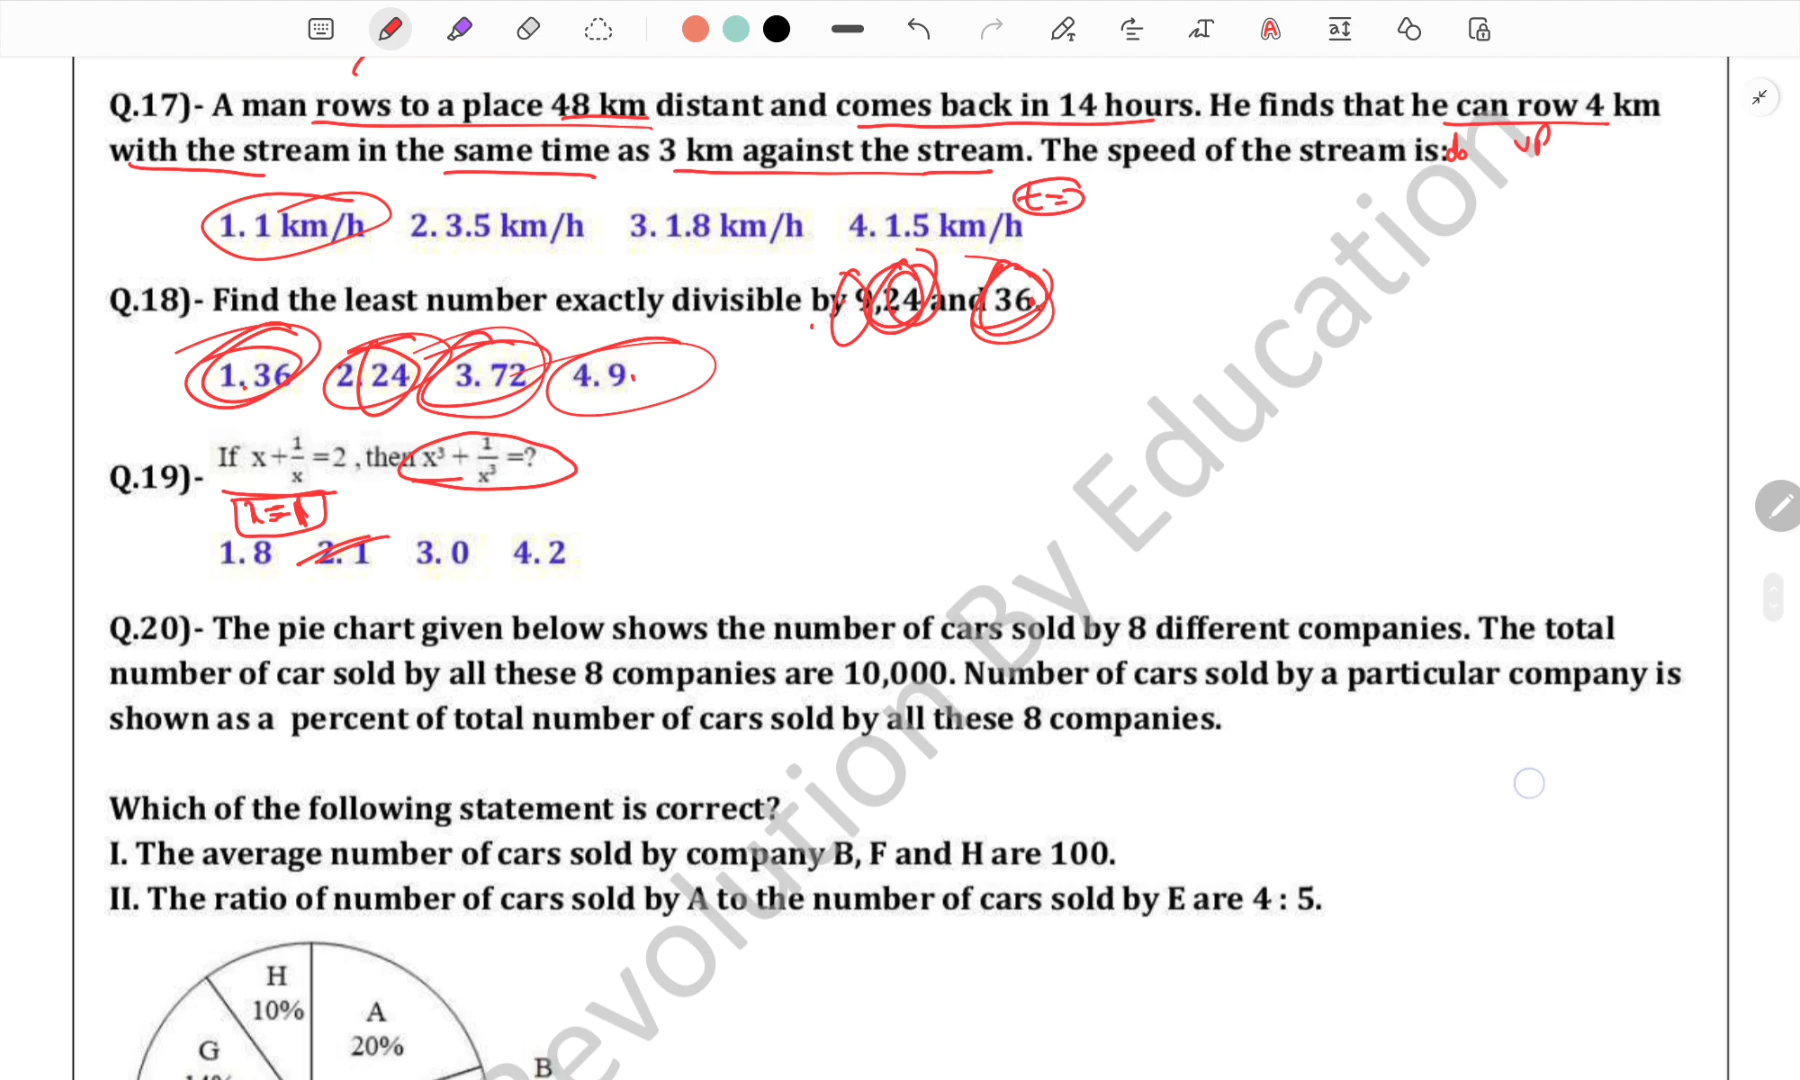 Q.17)- A man rows to a place 48 km distant and comes back in 14 hours. He finds that he can row 4 km
with the stream in the same time as 3 km against the stream. The speed of the stream is:
do up
t=
1. 1 km/h 2. 3.5 km/h 3. 1.8 km/h 4. 1.5 km/h
Q.18)- Find the least number exactly divisible by 9,24 and 36.
1. 36 2. 24 3. 72 4. 9
Q.19)- If x+1/x=2 , then x³ + 1/x³ =?
x=1
1. 8 2. 1 3. 0 4. 2
Q.20)- The pie chart given below shows the number of cars sold by 8 different companies. The total
number of car sold by all these 8 companies are 10,000. Number of cars sold by a particular company is
shown as a percent of total number of cars sold by all these 8 companies.
Which of the following statement is correct?
I. The average number of cars sold by company B, F and H are 100.
II. The ratio of number of cars sold by A to the number of cars sold by E are 4 : 5.
H
10%
A
20%
G
B
Revolution By Education